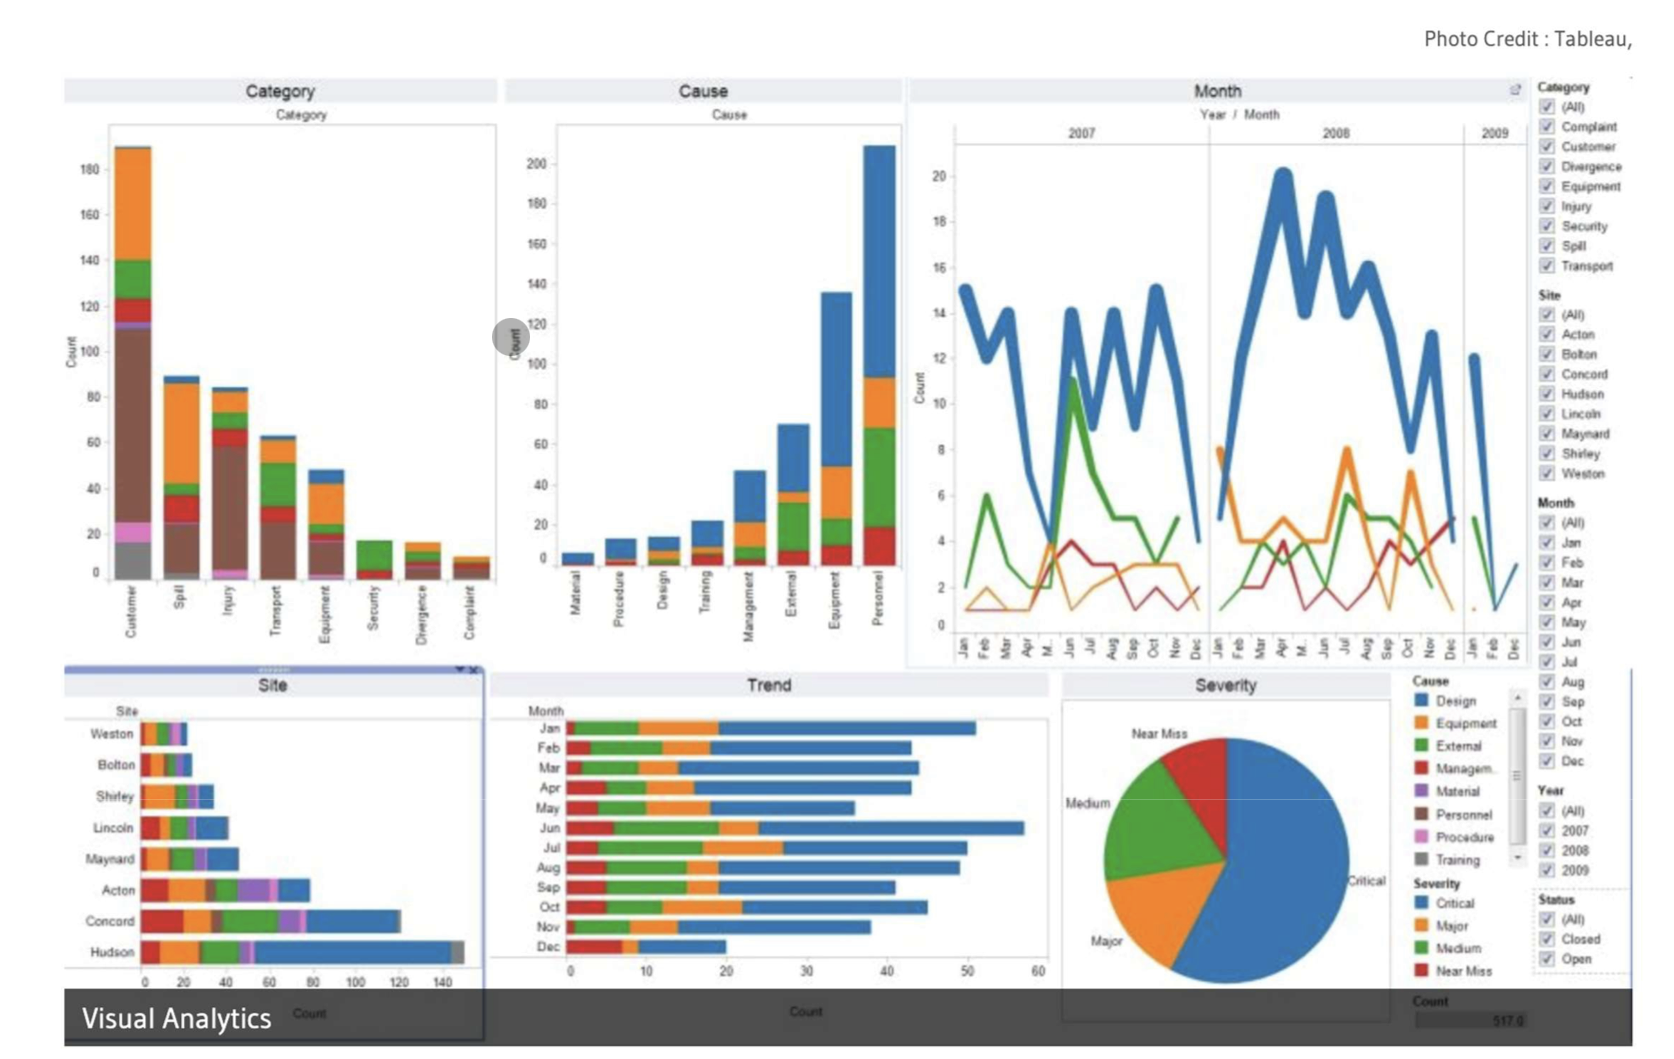 Photo Credit : Tableau,
Category
Category
Count
180
160
140
120
100
80
60
40
20
0
Customer
Spill
Injury
Transport
Equipment
Security
Divergence
Complaint
Cause
Cause
Count
200
180
160
140
120
100
80
60
40
20
0
Material
Procedure
Design
Training
Management
External
Equipment
Personnel
Month
Year / Month
2007
2008
2009
Count
20
18
16
14
12
10
8
6
4
2
0
Jan
Feb
Mar
Apr
M..
Jun
Jul
Aug
Sep
Oct
Nov
Dec
Jan
Feb
Mar
Apr
M..
Jun
Jul
Aug
Sep
Oct
Nov
Dec
Jan
Feb
Dec
Category
(All)
Complaint
Customer
Divergence
Equipment
Injury
Security
Spill
Transport
Site
(All)
Acton
Bolton
Concord
Hudson
Lincoln
Maynard
Shirley
Weston
Month
(All)
Jan
Feb
Mar
Apr
May
Jun
Jul
Aug
Sep
Oct
Nov
Dec
Year
(All)
2007
2008
2009
Status
(All)
Closed
Open
Site
Site
Weston
Bolton
Shirley
Lincoln
Maynard
Acton
Concord
Hudson
0 20 40 60 80 100 120 140
Count
Trend
Month
Jan
Feb
Mar
Apr
May
Jun
Jul
Aug
Sep
Oct
Nov
Dec
0 10 20 30 40 50 60
Count
Severity
Near Miss
Medium
Major
Critical
Cause
Design
Equipment
External
Managem..
Material
Personnel
Procedure
Training
Severity
Critical
Major
Medium
Near Miss
Count
517.0
Visual Analytics